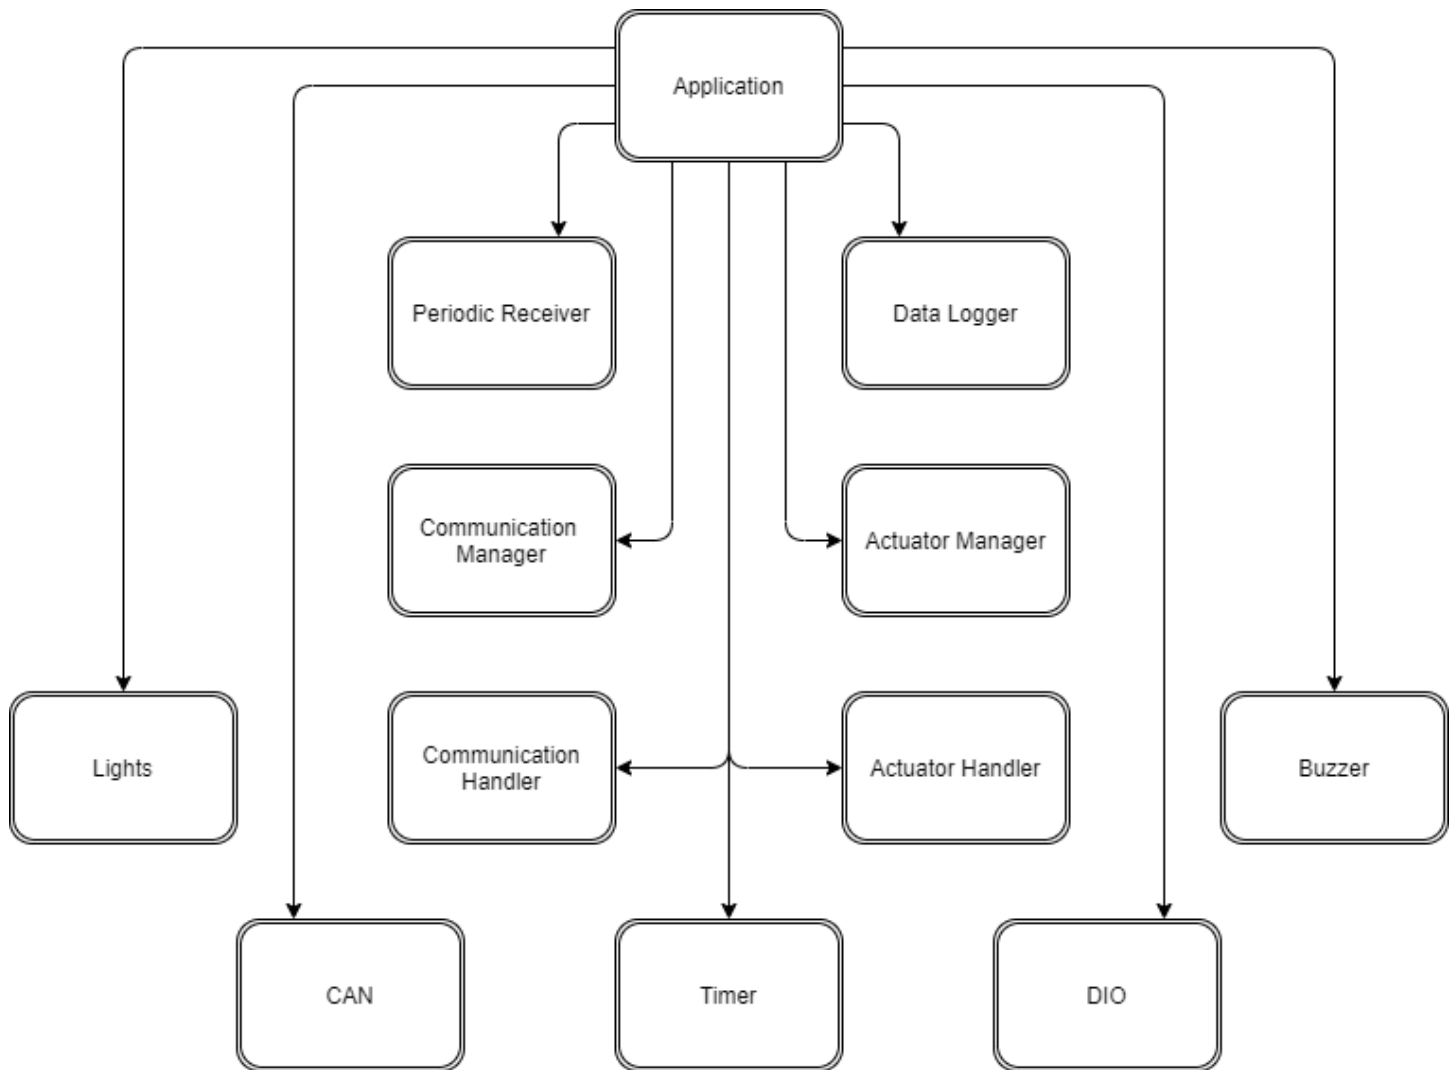 Application
Periodic Receiver
Data Logger
Communication
Manager
Actuator Manager
Lights
Communication
Handler
Actuator Handler
Buzzer
CAN
Timer
DIO